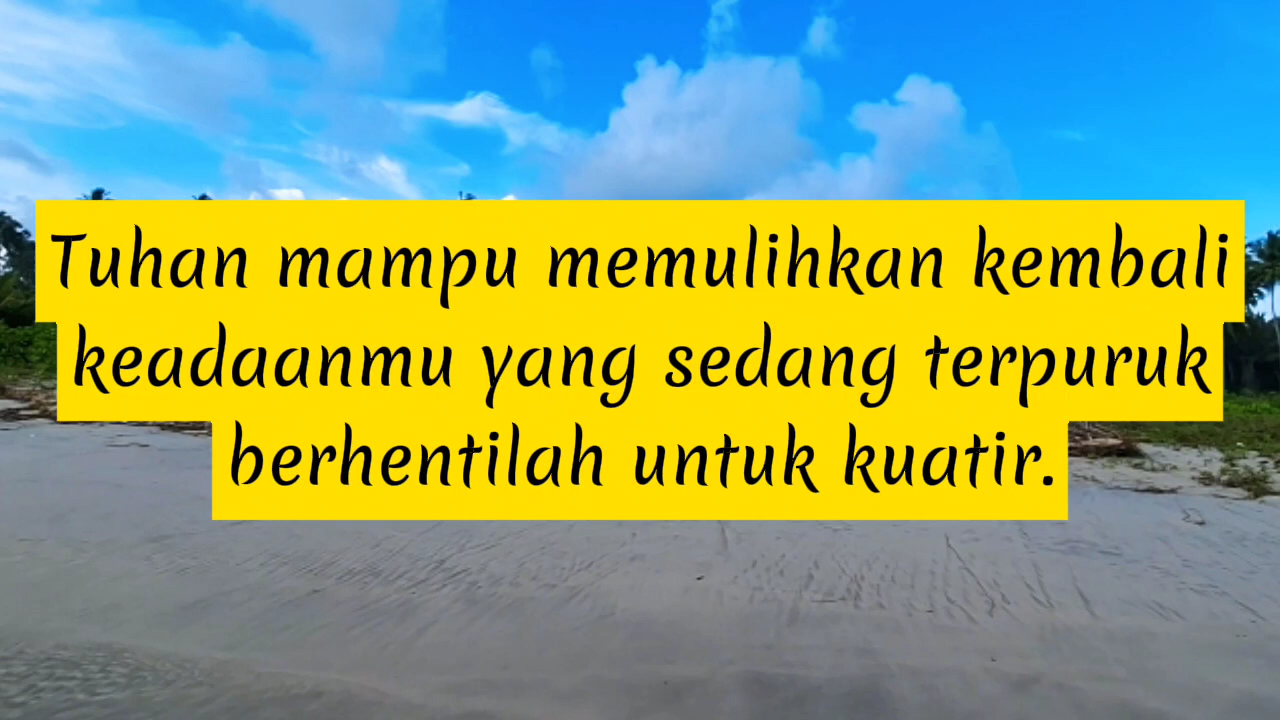 Tuhan mampu memulihkan kembali
keadaanmu yang sedang terpuruk
berhentilah untuk kuatir.